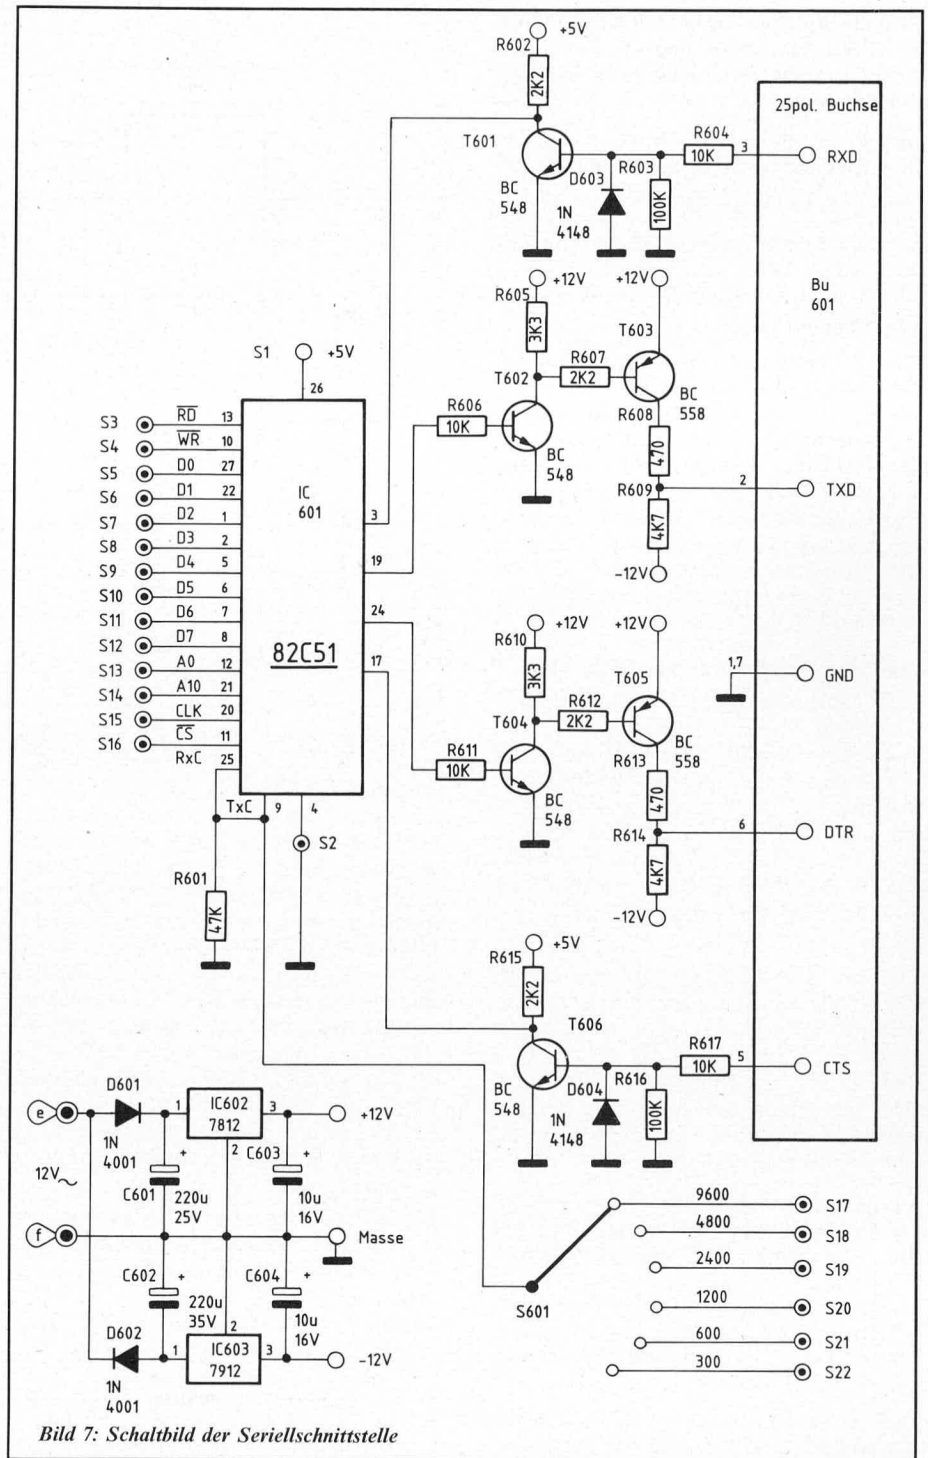 +5V
R602
2K2
25pol. Buchse
T601
R604
10K
3
RXD
D603
R603
BC
548
1N
4148
100K
+12V
+12V
R605
3K3
Bu
601
T603
S1
+5V
26
R607
2K2
T602
BC
558
R606
10K
R608
470
BC
548
R609
2
TXD
4K7
-12V
S3
RD
13
S4
WR
10
S5
D0
27
S6
D1
22
S7
D2
1
S8
D3
2
S9
D4
5
S10
D5
6
S11
D6
7
S12
D7
8
S13
A0
12
S14
A10
21
S15
CLK
20
S16
CS
11
RxC
25
IC
601
82C51
3
19
24
17
TxC
9
4
S2
R601
47K
+12V
+12V
R610
3K3
1,7
GND
T605
R612
2K2
T604
BC
558
R611
10K
R613
470
BC
548
R614
6
DTR
4K7
-12V
+5V
R615
2K2
T606
R617
10K
5
CTS
BC
548
D604
R616
1N
4148
100K
D601
e
1N
4001
1
IC602
7812
3
2
+12V
12V~
C601
+
220u
25V
C603
+
10u
16V
f
Masse
C602
+
220u
35V
C604
+
10u
16V
D602
1N
4001
1
IC603
7912
2
3
-12V
S601
9600
S17
4800
S18
2400
S19
1200
S20
600
S21
300
S22
Bild 7: Schaltbild der Seriellschnittstelle